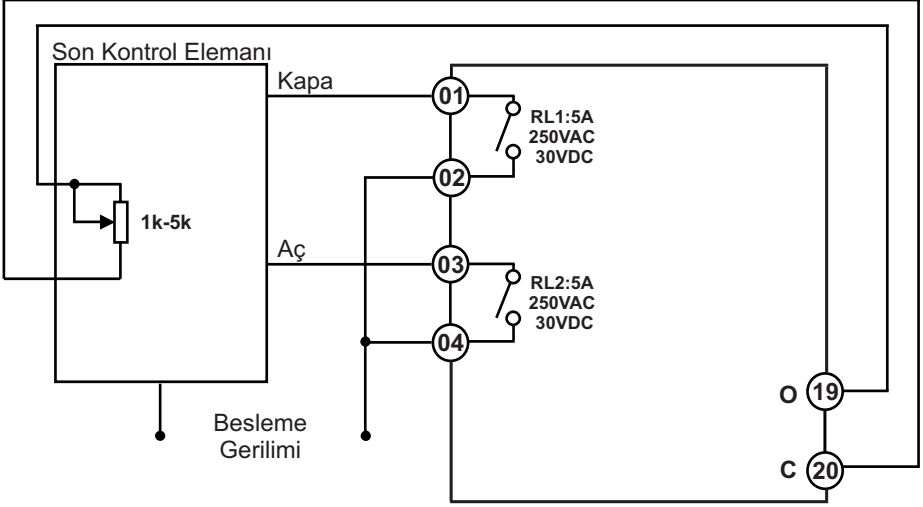 Son Kontrol Elemanı
Kapa
01
RL1:5A
250VAC
30VDC
02
1k-5k
Aç
03
RL2:5A
250VAC
30VDC
04
O
19
Besleme
Gerilimi
C
20